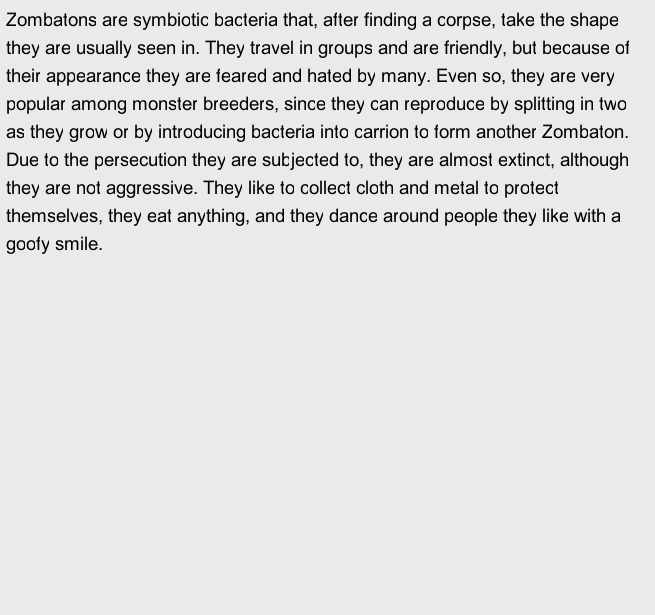 Zombatons are symbiotic bacteria that, after finding a corpse, take the shape
they are usually seen in. They travel in groups and are friendly, but because of
their appearance they are feared and hated by many. Even so, they are very
popular among monster breeders, since they can reproduce by splitting in two
as they grow or by introducing bacteria into carrion to form another Zombaton.
Due to the persecution they are subjected to, they are almost extinct, although
they are not aggressive. They like to collect cloth and metal to protect
themselves, they eat anything, and they dance around people they like with a
goofy smile.